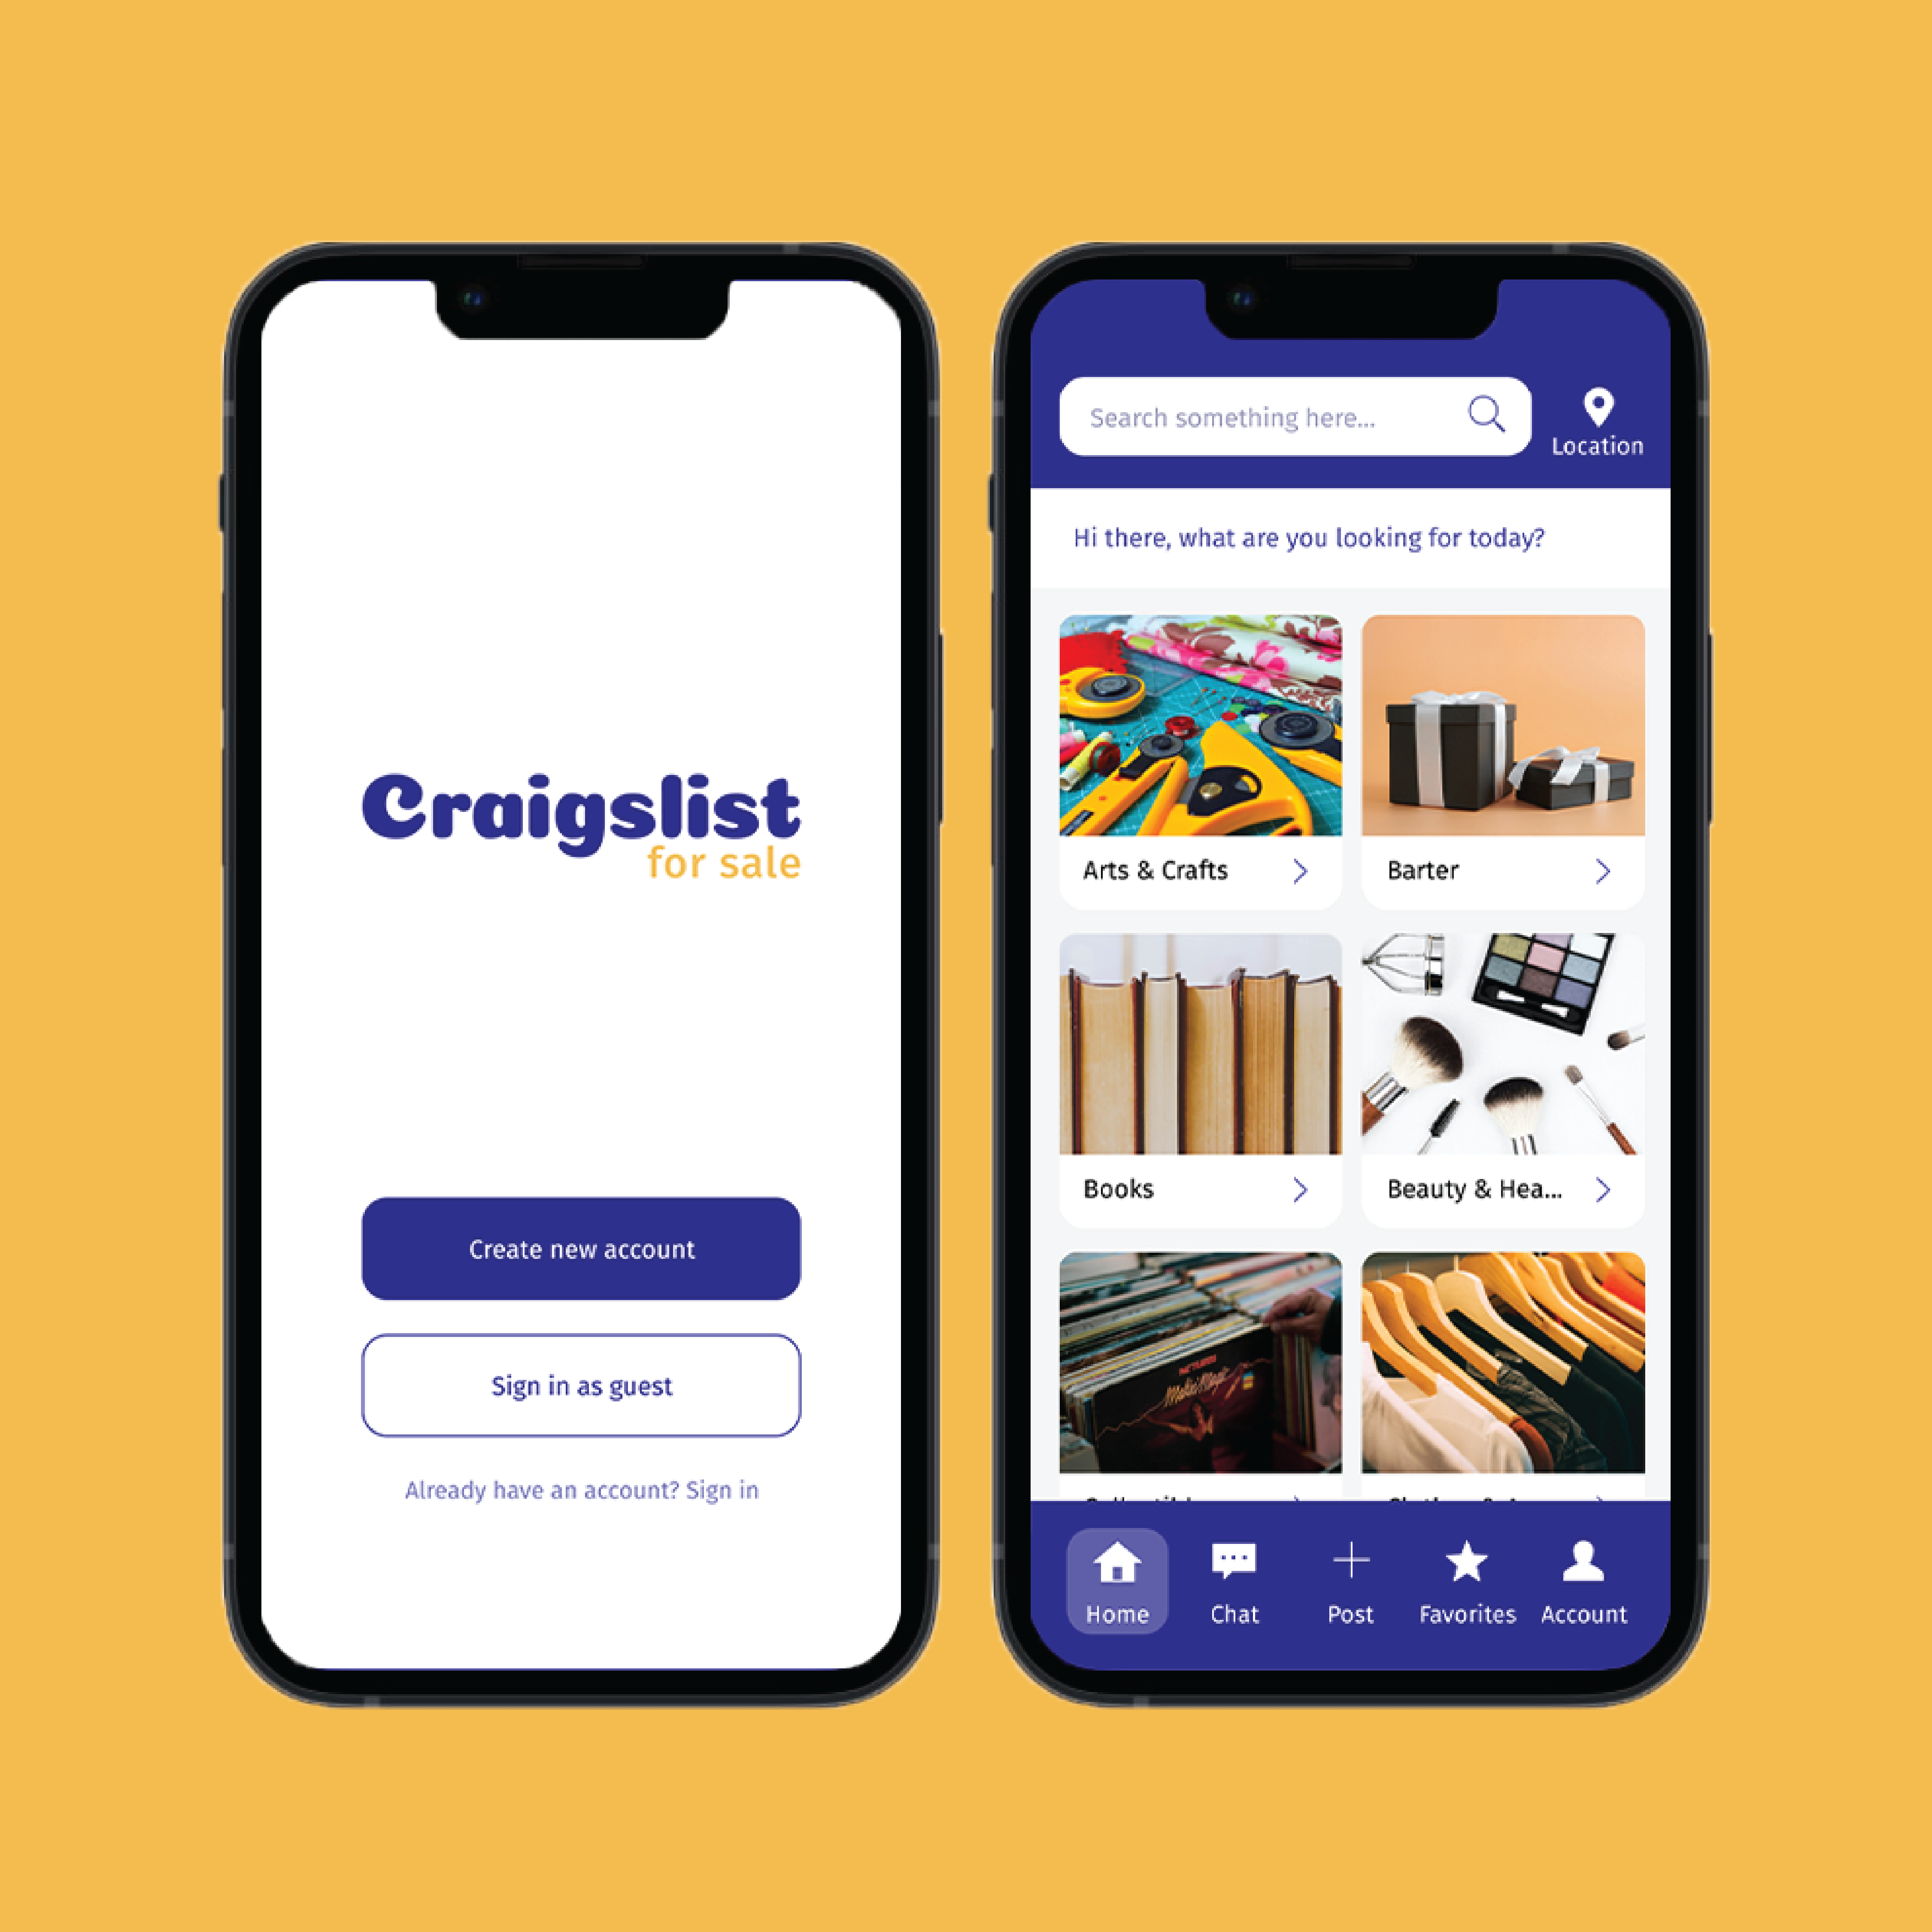 Craigslist
for sale
Create new account
Sign in as guest
Already have an account? Sign in
Search something here...
Location
Hi there, what are you looking for today?
Arts & Crafts
Barter
Books
Beauty & Hea...
Home
Chat
Post
Favorites
Account